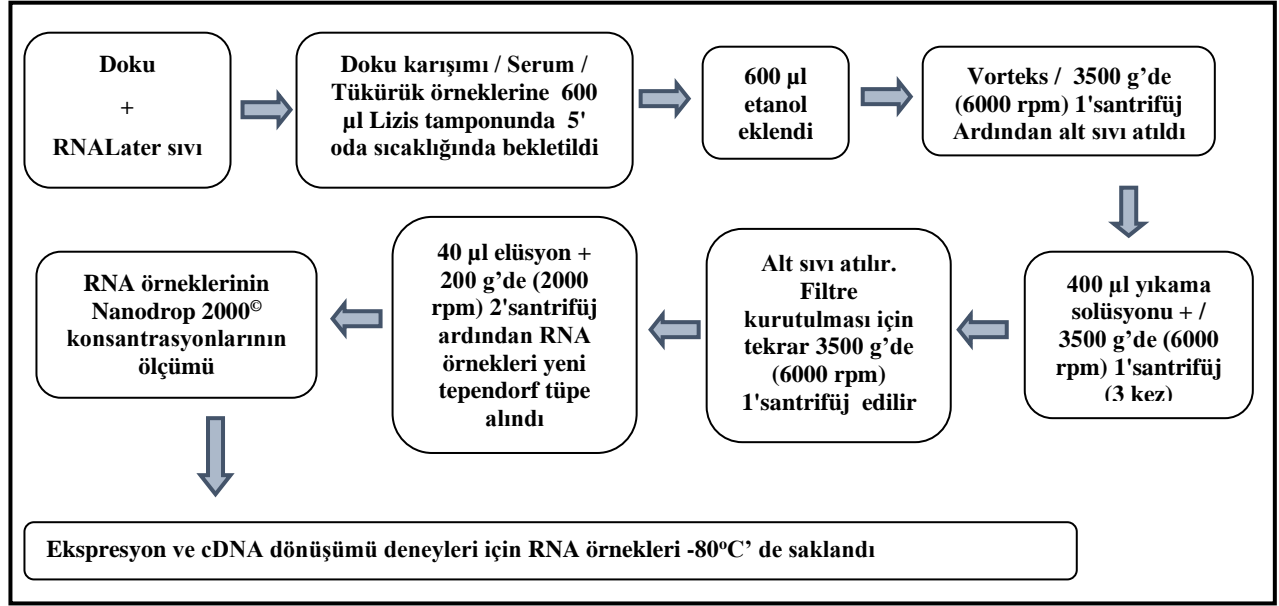 Doku
+
RNALater sıvı
Doku karışımı / Serum /
Tükürük örneklerine 600
µl Lizis tamponunda 5'
oda sıcaklığında bekletildi
600 µl
etanol
eklendi
Vorteks / 3500 g’de
(6000 rpm) 1'santrifüj
Ardından alt sıvı atıldı
400 µl yıkama
solüsyonu + /
3500 g’de (6000
rpm) 1'santrifüj
(3 kez)
Alt sıvı atılır.
Filtre
kurutulması için
tekrar 3500 g’de
(6000 rpm)
1'santrifüj edilir
40 µl elüsyon +
200 g’de (2000
rpm) 2'santrifüj
ardından RNA
örnekleri yeni
tependorf tüpe
alındı
RNA örneklerinin
Nanodrop 2000©
konsantrasyonlarının
ölçümü
Ekspresyon ve cDNA dönüşümü deneyleri için RNA örnekleri -80ºC’ de saklandı